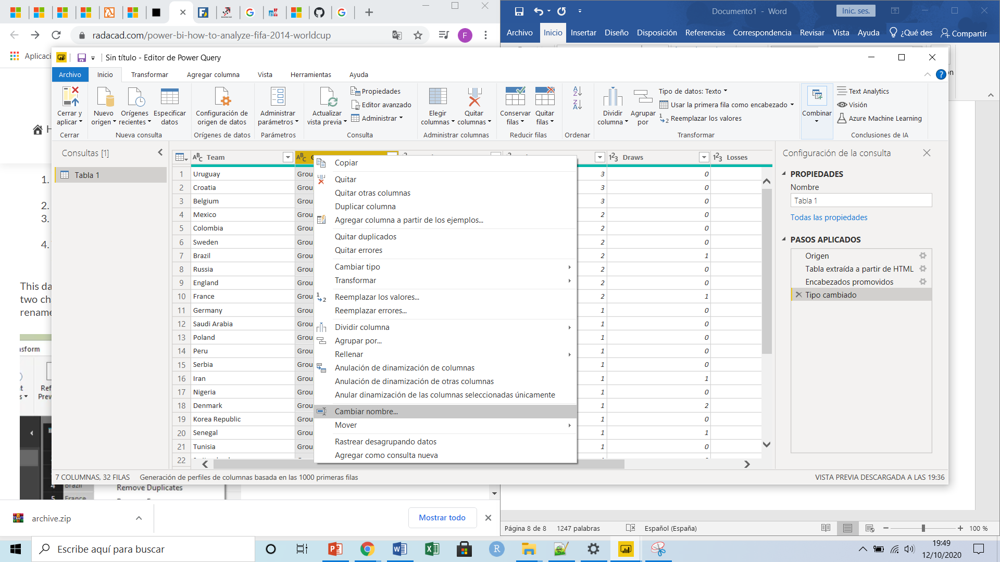 F
radacad.com/power-bi-how-to-analyze-fifa-2014-worldcup
Aplicaci
Documento1 - Word
Inic. ses.
Archivo Inicio Insertar Diseño Disposición Referencias Correspondencia Revisar Vista Ayuda ¿Qué des Compartir
Sin título - Editor de Power Query
Archivo Inicio Transformar Agregar columna Vista Herramientas Ayuda
Cerrar y aplicar
Nuevo origen
Orígenes recientes
Especificar datos
Configuración de origen de datos
Administrar parámetros
Actualizar vista previa
Propiedades
Editor avanzado
Administrar
Elegir columnas
Quitar columnas
Conservar filas
Quitar filas
Dividir columna
Agrupar por
Tipo de datos: Texto
Usar la primera fila como encabezado
Reemplazar los valores
Combinar
Text Analytics
Visión
Azure Machine Learning
Cerrar Nueva consulta Orígenes de datos Parámetros Consulta Administrar columnas Reducir filas Ordenar Transformar Conclusiones de IA
Consultas [1]
Tabla 1
Team Draws Losses
1 Uruguay Grou 3 0
2 Croatia Grou 3 0
3 Belgium Grou 3 0
4 Mexico Grou 2 0
5 Colombia Grou 2 0
6 Sweden Grou 2 0
7 Brazil Grou 2 1
8 Russia Grou 2 0
9 England Grou 2 0
10 France Grou 2 1
11 Germany Grou 1 0
12 Saudi Arabia Grou 1 0
13 Poland Grou 1 0
14 Peru Grou 1 0
15 Serbia Grou 1 0
16 Iran Grou 1 1
17 Nigeria Grou 1 0
18 Denmark Grou 1 2
19 Korea Republic Grou 1 0
20 Senegal Grou 1 1
21 Tunisia Grou 1 0
22
Copiar
Quitar
Quitar otras columnas
Duplicar columna
Agregar columna a partir de los ejemplos...
Quitar duplicados
Quitar errores
Cambiar tipo
Transformar
Reemplazar los valores...
Reemplazar errores...
Dividir columna
Agrupar por...
Rellenar
Anulación de dinamización de columnas
Anulación de dinamización de otras columnas
Anular dinamización de las columnas seleccionadas únicamente
Cambiar nombre...
Mover
Rastrear desagrupando datos
Agregar como consulta nueva
Configuración de la consulta
PROPIEDADES
Nombre
Tabla 1
Todas las propiedades
PASOS APLICADOS
Origen
Tabla extraída a partir de HTML
Encabezados promovidos
Tipo cambiado
7 COLUMNAS, 32 FILAS Generación de perfiles de columnas basada en las 1000 primeras filas
VISTA PREVIA DESCARGADA A LAS 19:36
H
1.
2.
3.
4.
This da
two ch
rename
sform
Ref
Prev
4 Brazil
5 France
Remove Duplicates
archive.zip
Mostrar todo
Página 8 de 8 1247 palabras Español (España) 100 %
Escribe aquí para buscar
19:49
12/10/2020